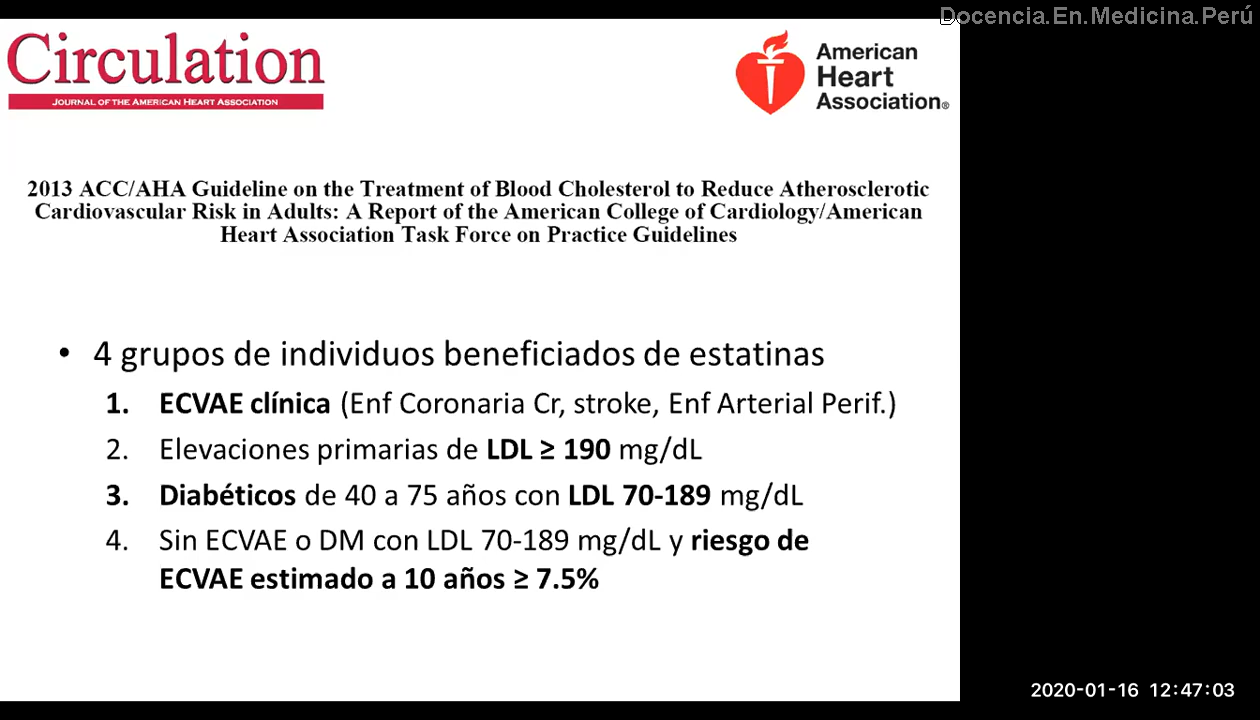 Docencia.En.Medicina.Perú
Circulation
JOURNAL OF THE AMERICAN HEART ASSOCIATION
American
Heart
Association®
2013 ACC/AHA Guideline on the Treatment of Blood Cholesterol to Reduce Atherosclerotic
Cardiovascular Risk in Adults: A Report of the American College of Cardiology/American
Heart Association Task Force on Practice Guidelines
• 4 grupos de individuos beneficiados de estatinas
1. ECVAE clínica (Enf Coronaria Cr, stroke, Enf Arterial Perif.)
2. Elevaciones primarias de LDL ≥ 190 mg/dL
3. Diabéticos de 40 a 75 años con LDL 70-189 mg/dL
4. Sin ECVAE o DM con LDL 70-189 mg/dL y riesgo de
ECVAE estimado a 10 años ≥ 7.5%
2020-01-16 12:47:03